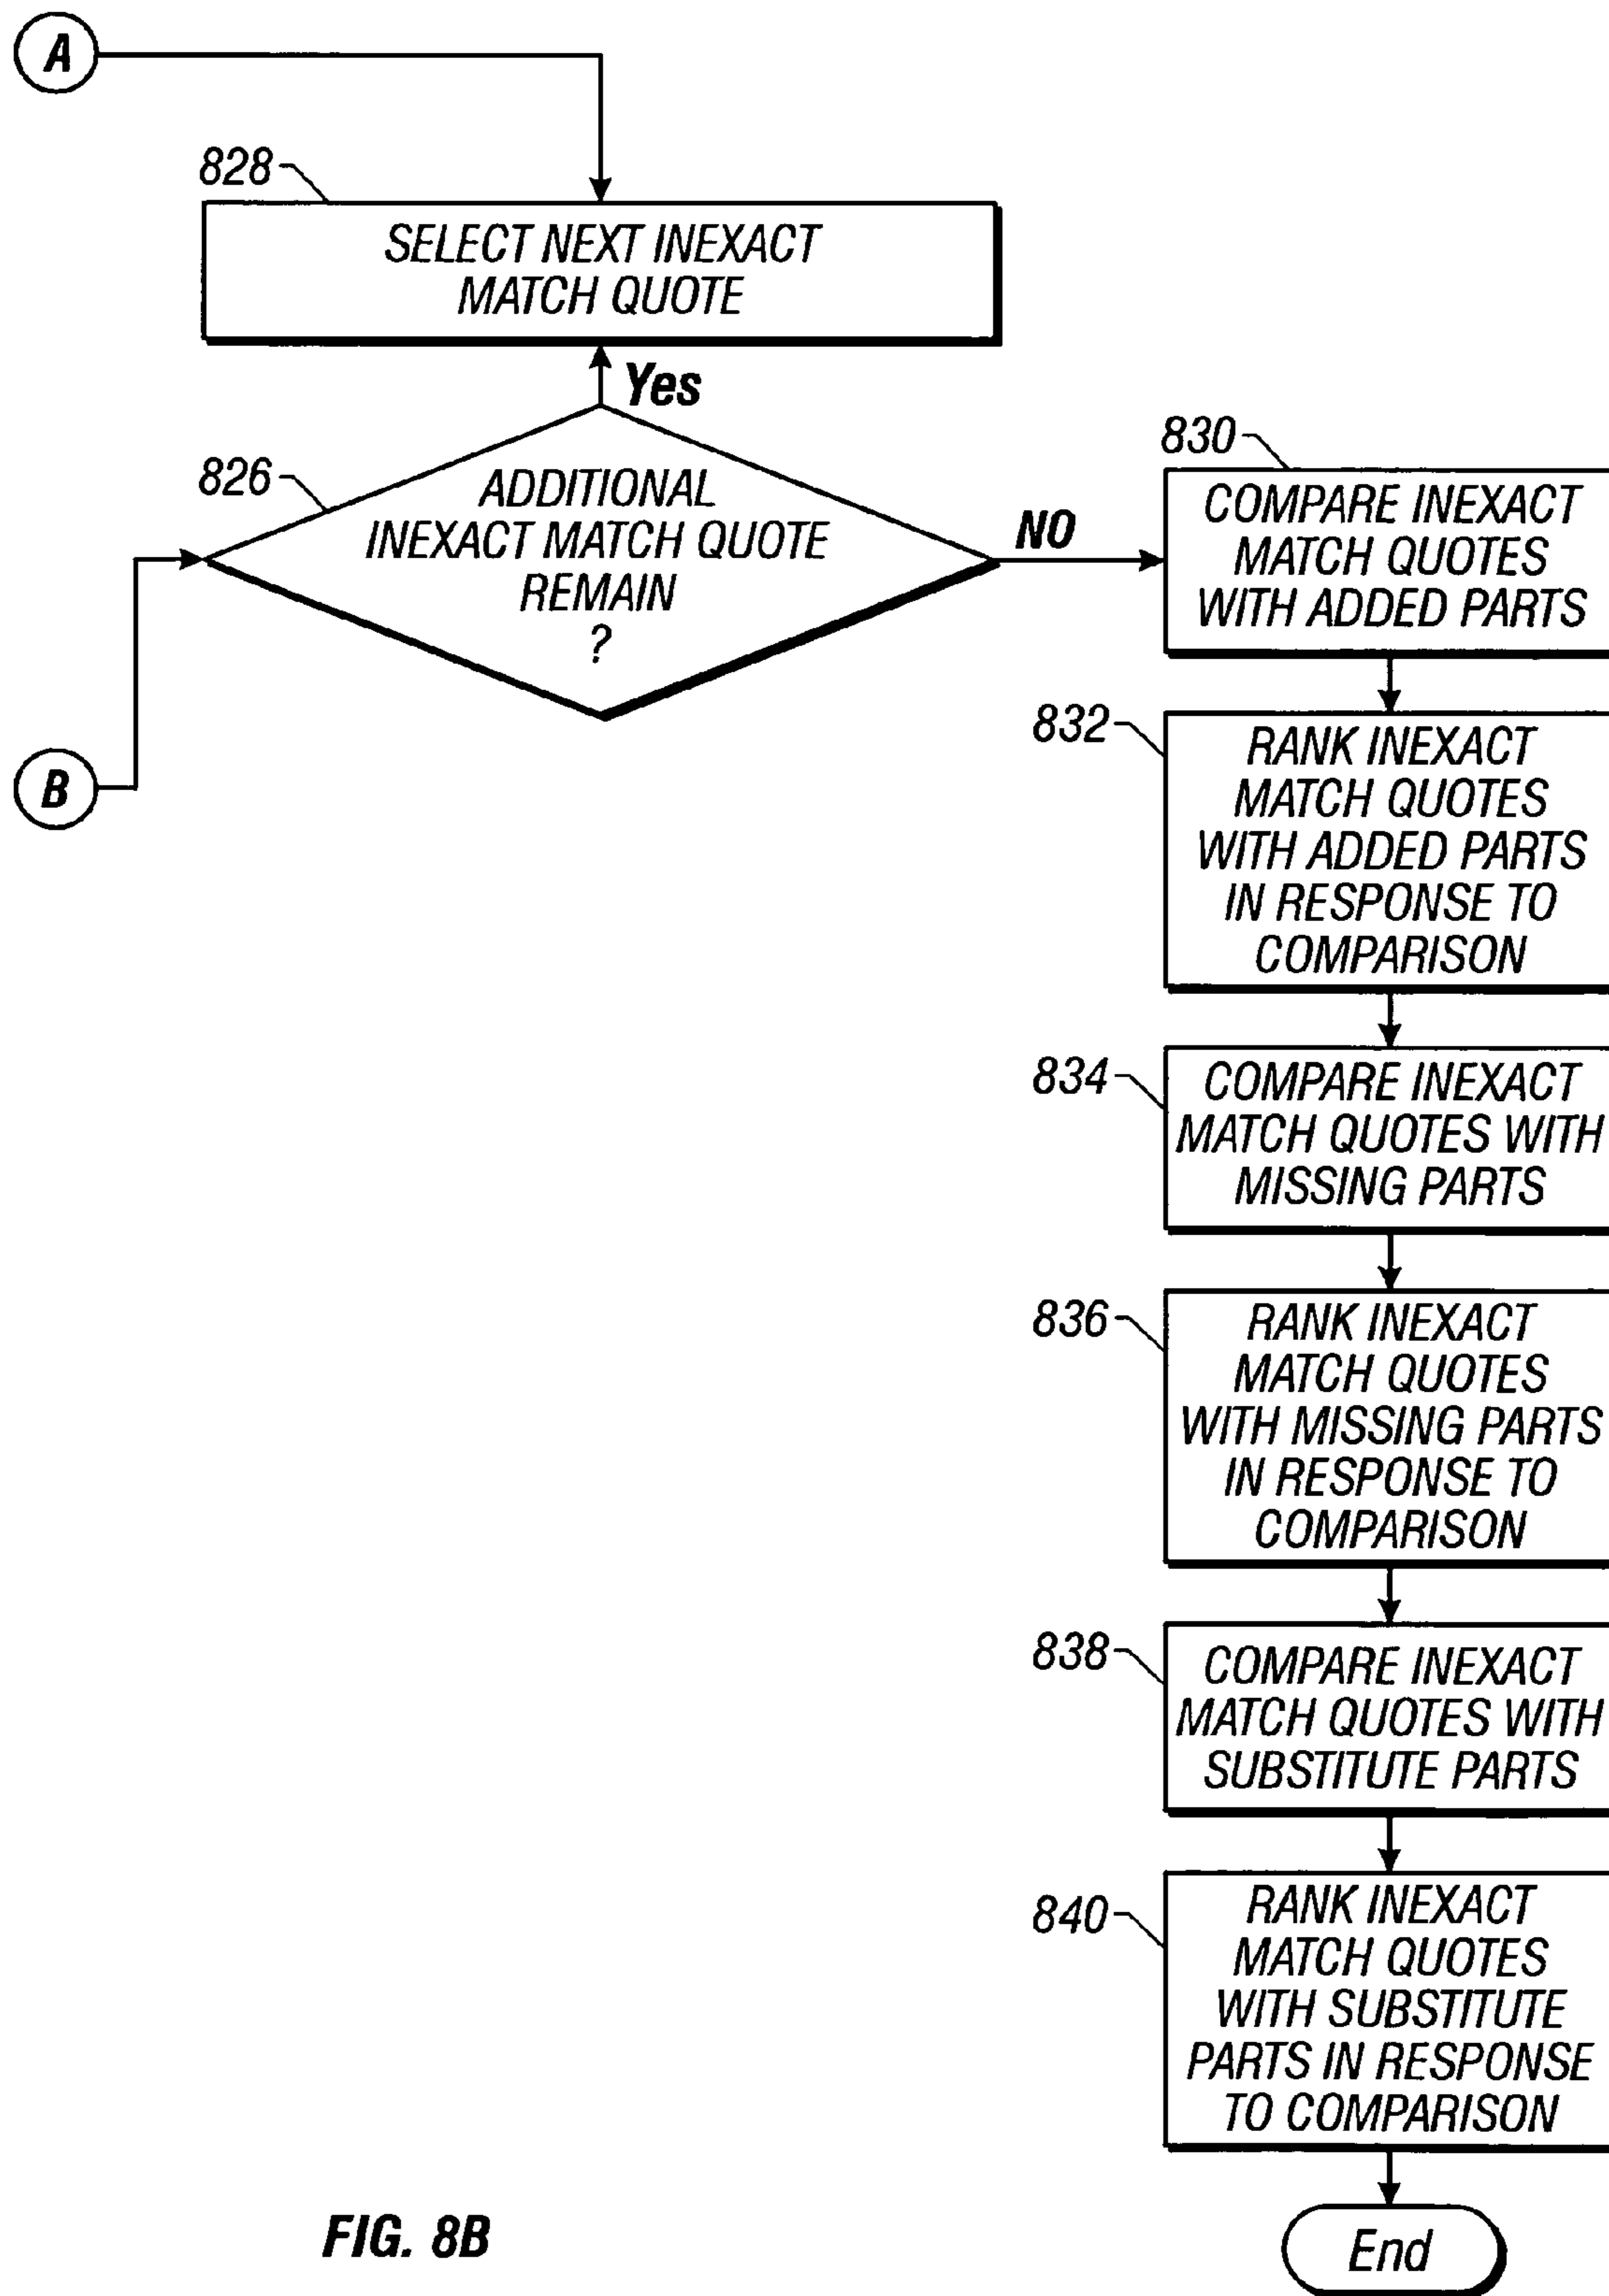 A
828
SELECT NEXT INEXACT
MATCH QUOTE
Yes
826
ADDITIONAL
INEXACT MATCH QUOTE
REMAIN
?
NO
B
830
COMPARE INEXACT
MATCH QUOTES
WITH ADDED PARTS
832
RANK INEXACT
MATCH QUOTES
WITH ADDED PARTS
IN RESPONSE TO
COMPARISON
834
COMPARE INEXACT
MATCH QUOTES WITH
MISSING PARTS
836
RANK INEXACT
MATCH QUOTES
WITH MISSING PARTS
IN RESPONSE TO
COMPARISON
838
COMPARE INEXACT
MATCH QUOTES WITH
SUBSTITUTE PARTS
840
RANK INEXACT
MATCH QUOTES
WITH SUBSTITUTE
PARTS IN RESPONSE
TO COMPARISON
End
FIG. 8B